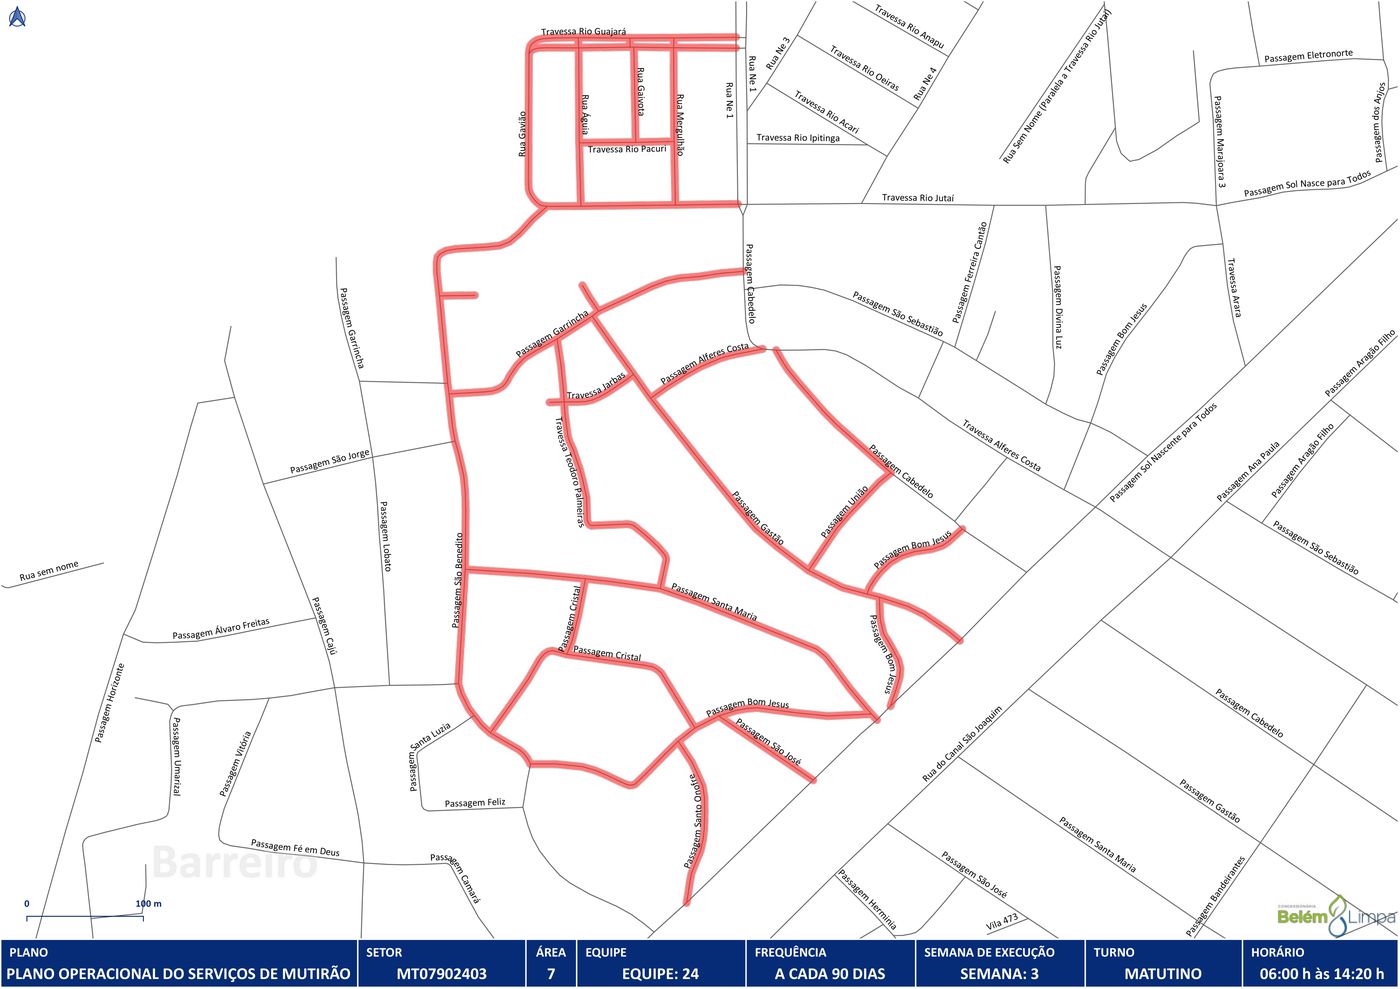 Travessa Rio Guajará
Travessa Rio Anapu
Rua Ne 3
Travessa Rio Oeiras
Rua Ne 4
Rua Sem Nome (Paralela a Travessa Rio Jutaí)
Passagem Eletronorte
Rua Gavião
Rua Águia
Rua Gaivota
Rua Mergulhão
Rua Ne 1
Rua Ne 1
Travessa Rio Acari
Travessa Rio Ipitinga
Travessa Rio Pacuri
Passagem Marajoara 3
Passagem dos Anjos
Passagem Sol Nasce para Todos
Travessa Rio Jutaí
Passagem Garrincha
Passagem Garrincha
Passagem Cabedelo
Passagem São Sebastião
Passagem Ferreira Cantão
Passagem Divina Luz
Passagem Bom Jesus
Travessa Arara
Passagem Aragão Filho
Passagem Alferes Costa
Travessa Jarbas
Travessa Teodoro Palmeiras
Passagem São Jorge
Passagem Lobato
Passagem São Benedito
Passagem Cabedelo
Travessa Alferes Costa
Passagem Sol Nascente para Todos
Passagem Ana Paula
Passagem Aragão Filho
Passagem São Sebastião
Passagem Gastão
Passagem União
Passagem Bom Jesus
Rua sem nome
Passagem Álvaro Freitas
Passagem Cajú
Passagem Horizonte
Passagem Cristal
Passagem Cristal
Passagem Santa Maria
Passagem Bom Jesus
Passagem Bom Jesus
Passagem São José
Passagem Santo Onofre
Passagem Umarizal
Passagem Vitória
Passagem
Santa Luzia
Passagem Feliz
Passagem Fé em Deus
Passagem Camará
Rua do Canal São Joaquim
Passagem Cabedelo
Passagem Gastão
Passagem Santa Maria
Passagem São José
Passagem Bandeirantes
Passagem Herminia
Vila 473
Barreiro
0 100 m
CONCESSIONÁRIA
Belém Limpa
PLANO
PLANO OPERACIONAL DO SERVIÇOS DE MUTIRÃO
SETOR
MT07902403
ÁREA
7
EQUIPE
EQUIPE: 24
FREQUÊNCIA
A CADA 90 DIAS
SEMANA DE EXECUÇÃO
SEMANA: 3
TURNO
MATUTINO
HORÁRIO
06:00 h às 14:20 h